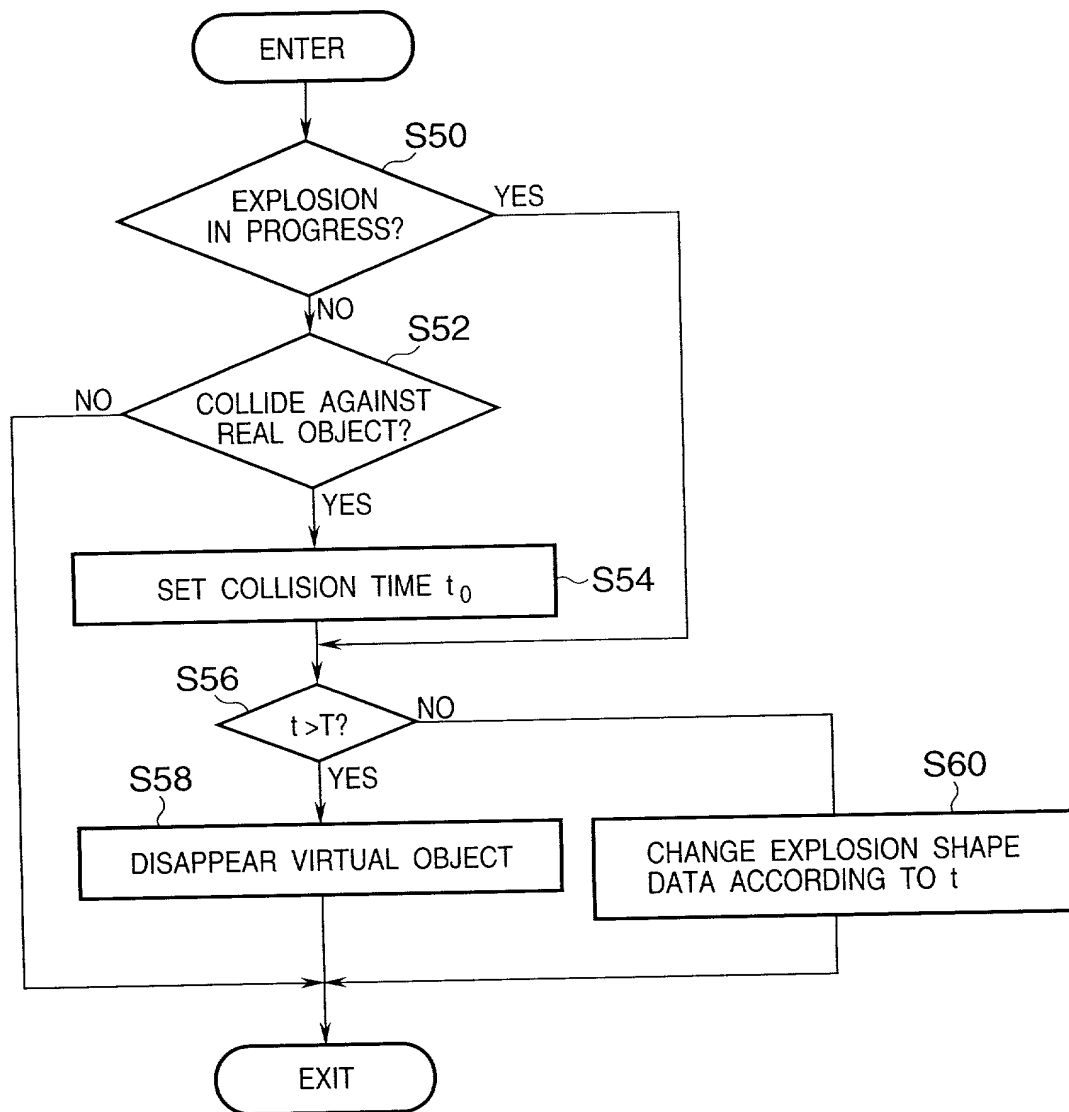 ENTER
S50
EXPLOSION
IN PROGRESS?
YES
NO
S52
NO
COLLIDE AGAINST
REAL OBJECT?
YES
SET COLLISION TIME t0
S54
S56
t>T?
NO
YES
S58
DISAPPEAR VIRTUAL OBJECT
S60
CHANGE EXPLOSION SHAPE
DATA ACCORDING TO t
EXIT